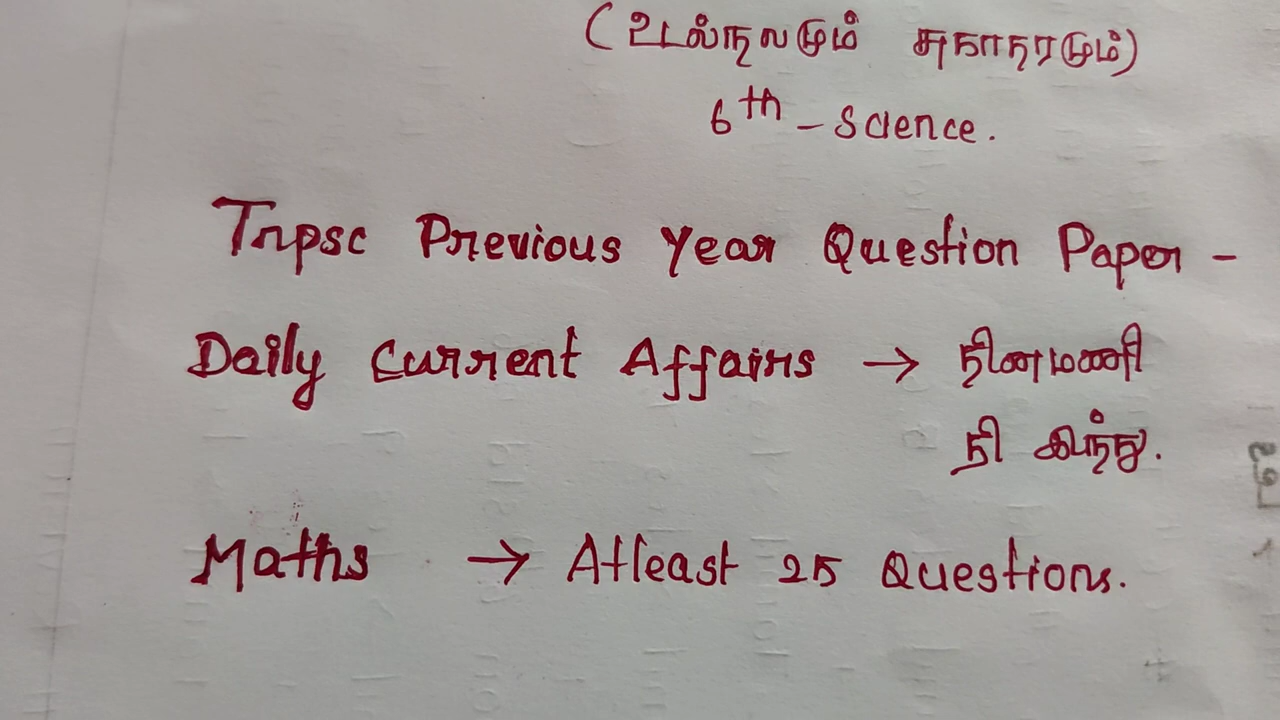 (உடல்நலமும் சுகாதாரமும்)
6th - Science.
Tnpsc Previous Year Question Paper -
Daily Current Affairs → தினமணி
தி இந்து.
Maths → Atleast 25 Questions.